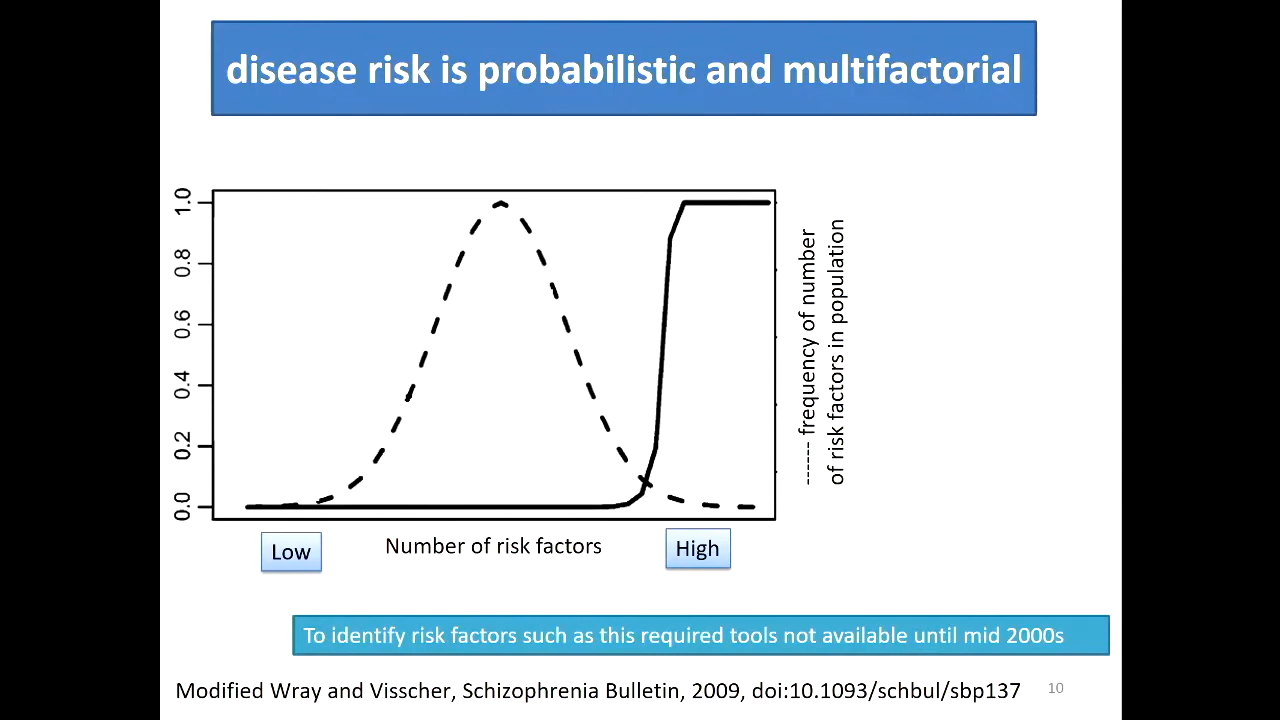 disease risk is probabilistic and multifactorial
1.0
0.8
0.6
0.4
0.2
0.0
------ frequency of number
of risk factors in population
Low
Number of risk factors
High
To identify risk factors such as this required tools not available until mid 2000s
Modified Wray and Visscher, Schizophrenia Bulletin, 2009, doi:10.1093/schbul/sbp137
10